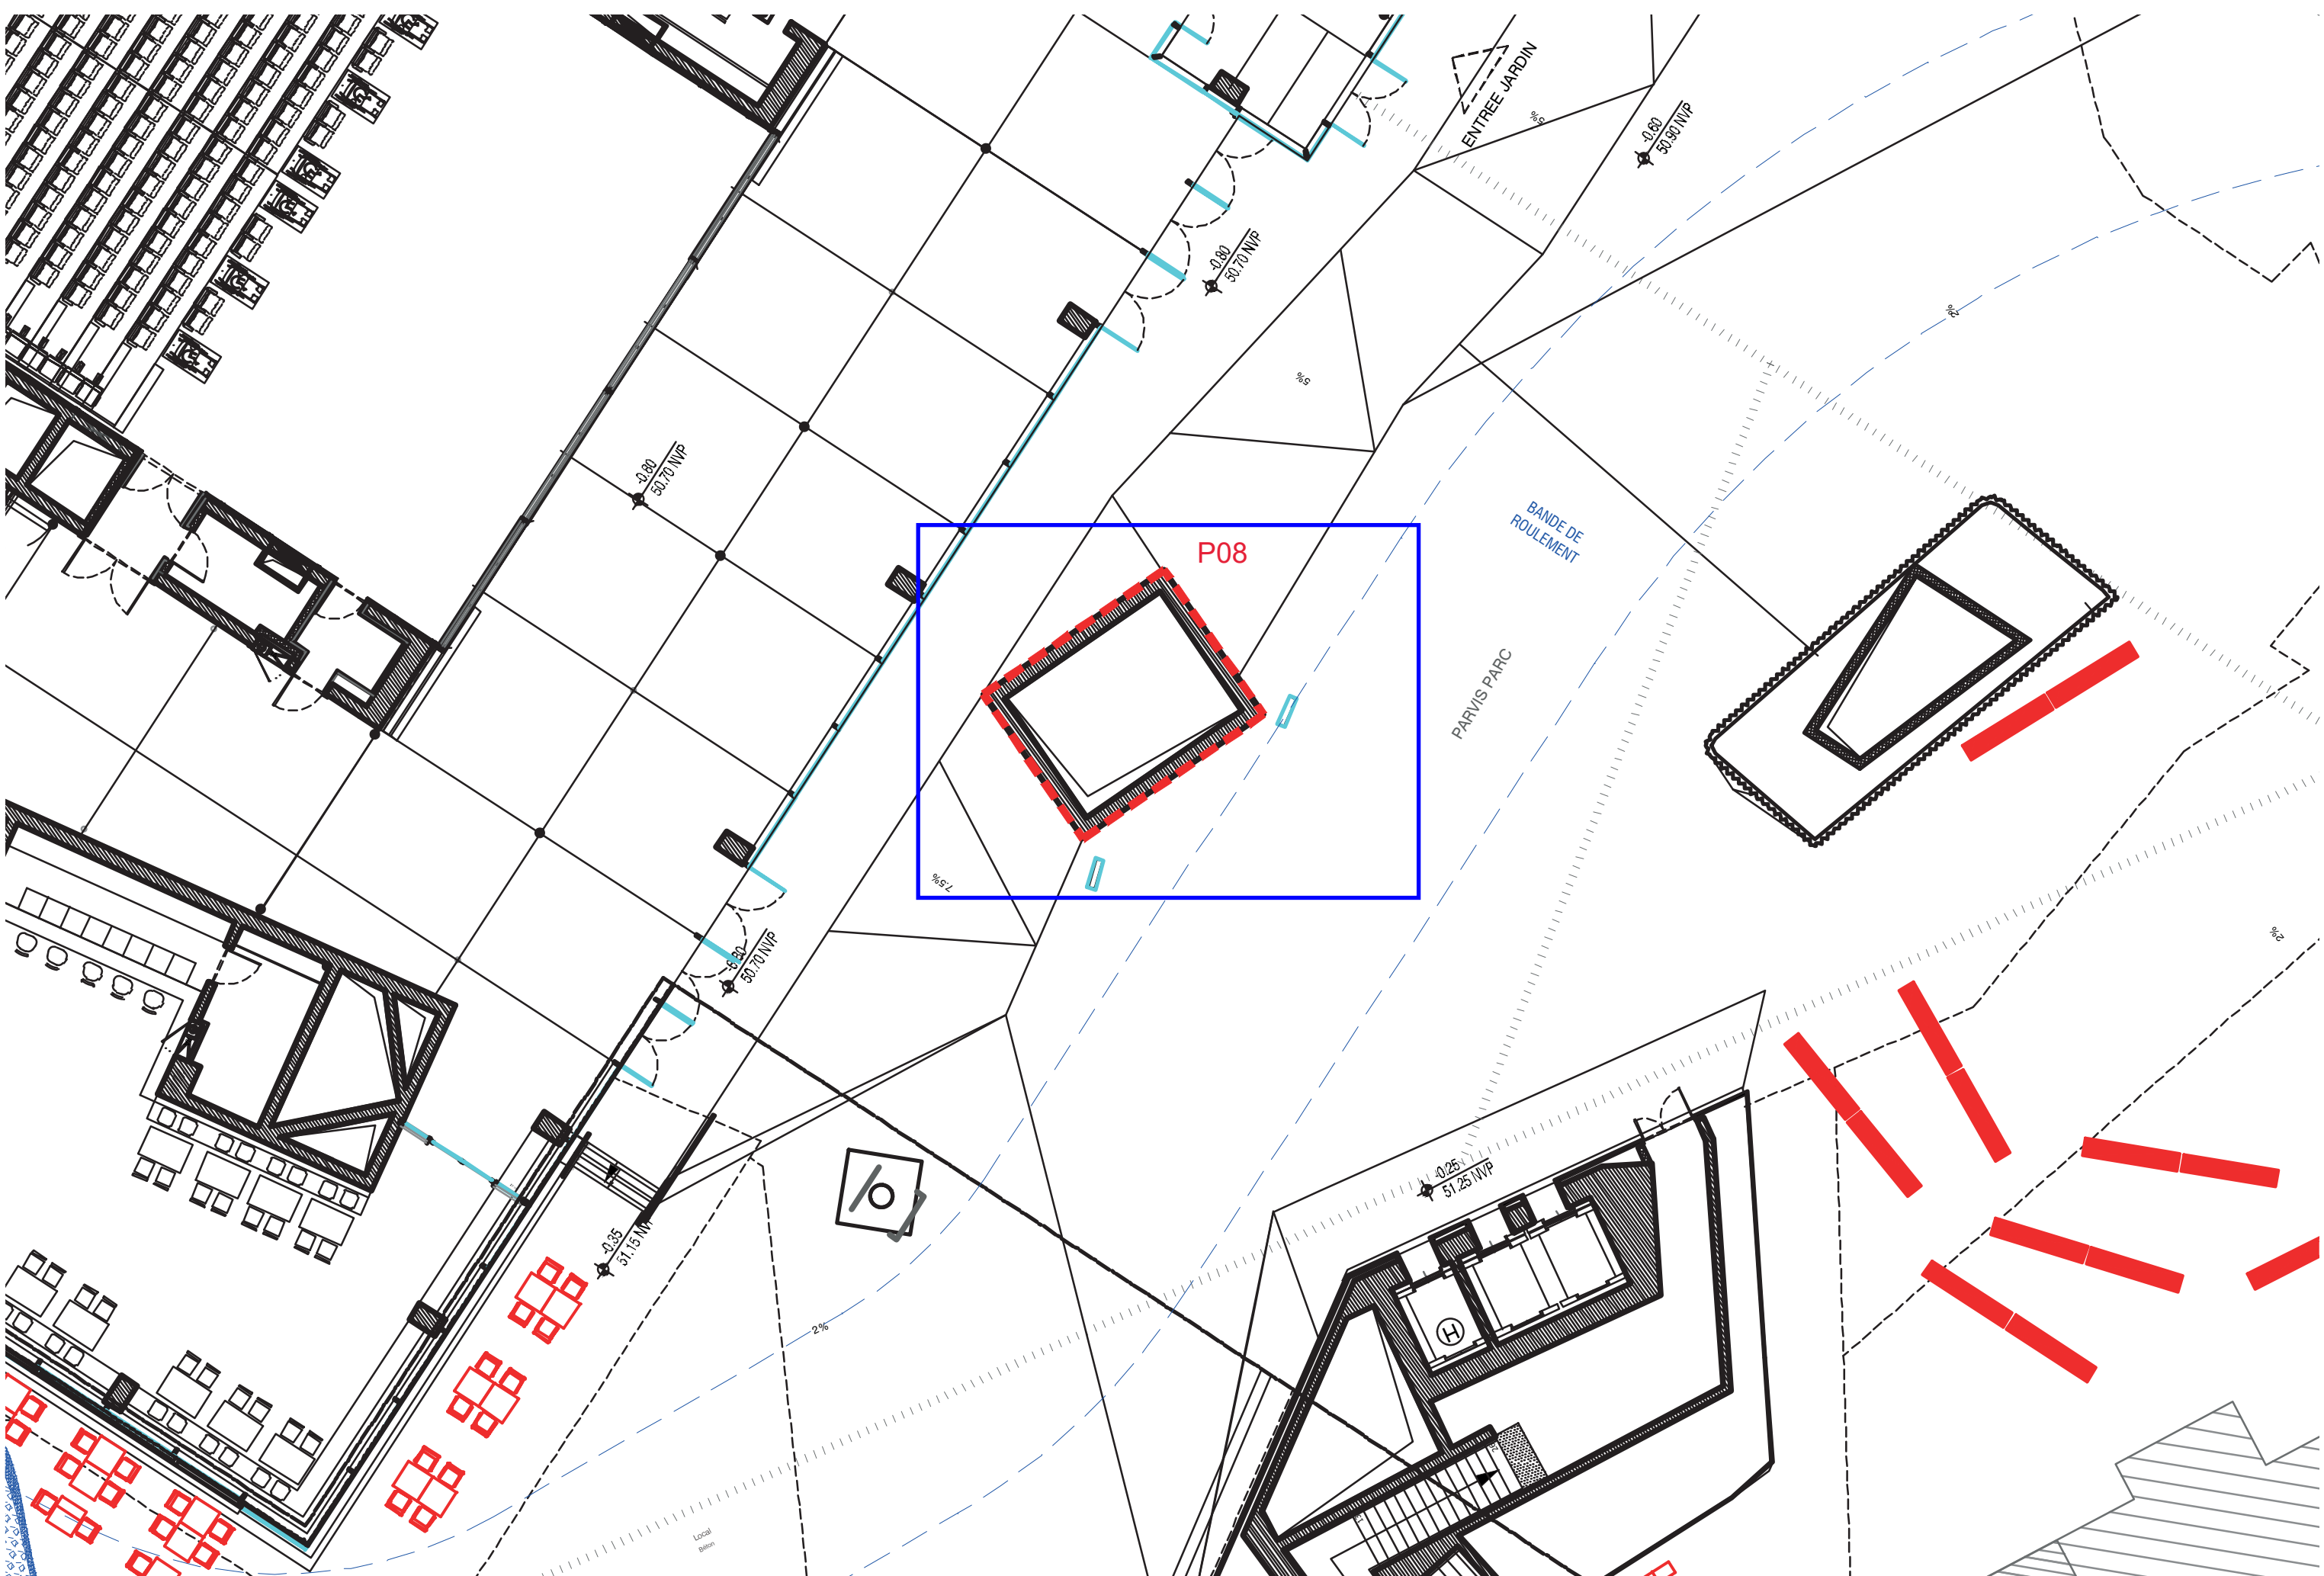 ENTREE JARDIN
5%
-0.60
50.90 NVP
-0.80
50.70 NVP
2%
5%
-0.80
50.70 NVP
BANDE DE
ROULEMENT
P08
PARVIS PARC
7.5%
50.70 NVP
2%
-0.25
51.25 NVP
-0.35
51.15 NVP
H
2%
Local
Béton